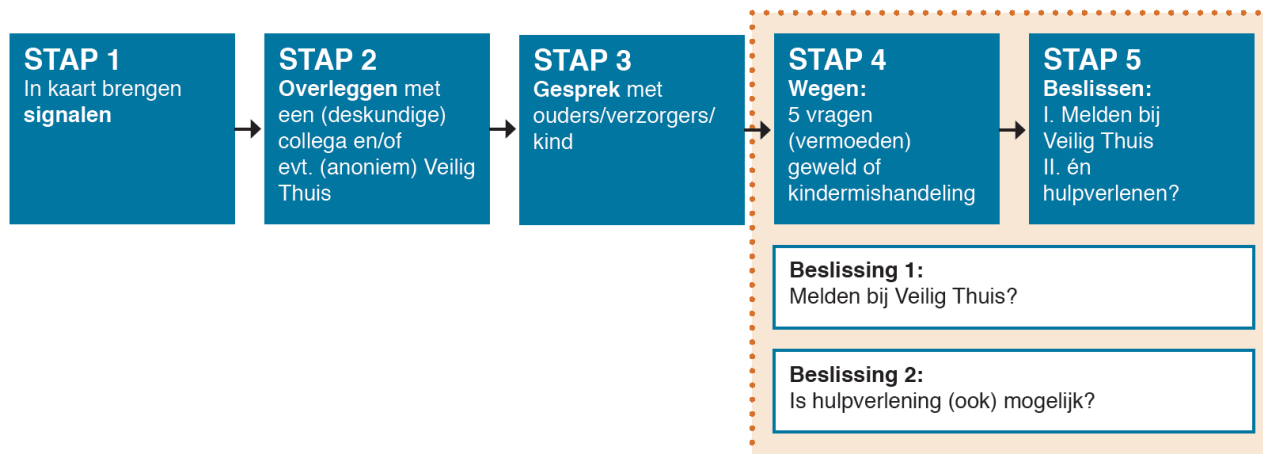 STAP 1
In kaart brengen
signalen
STAP 2
Overleggen met
een (deskundige)
collega en/of
evt. (anoniem) Veilig
Thuis
STAP 3
Gesprek met
ouders/verzorgers/
kind
STAP 4
Wegen:
5 vragen
(vermoeden)
geweld of
kindermishandeling
STAP 5
Beslissen:
I. Melden bij
Veilig Thuis
II. én
hulpverlenen?
Beslissing 1:
Melden bij Veilig Thuis?
Beslissing 2:
Is hulpverlening (ook) mogelijk?